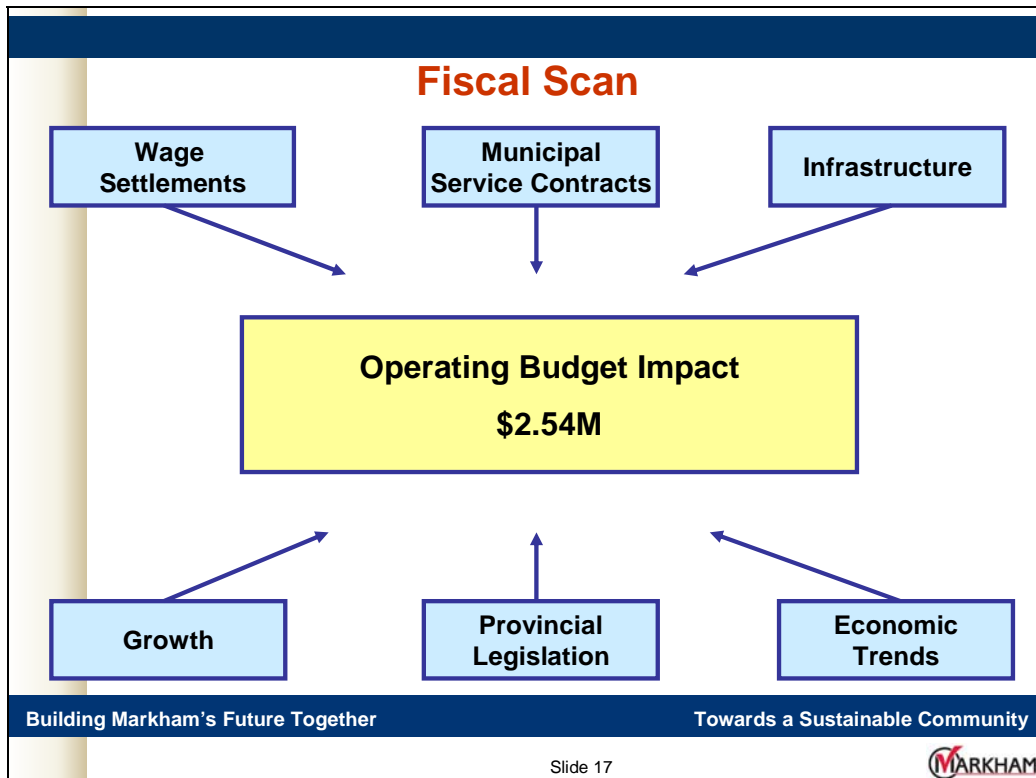 Fiscal Scan
Wage
Settlements
Municipal
Service Contracts
Infrastructure
Operating Budget Impact
$2.54M
Growth
Provincial
Legislation
Economic
Trends
Building Markham's Future Together
Towards a Sustainable Community
Slide 17
MARKHAM